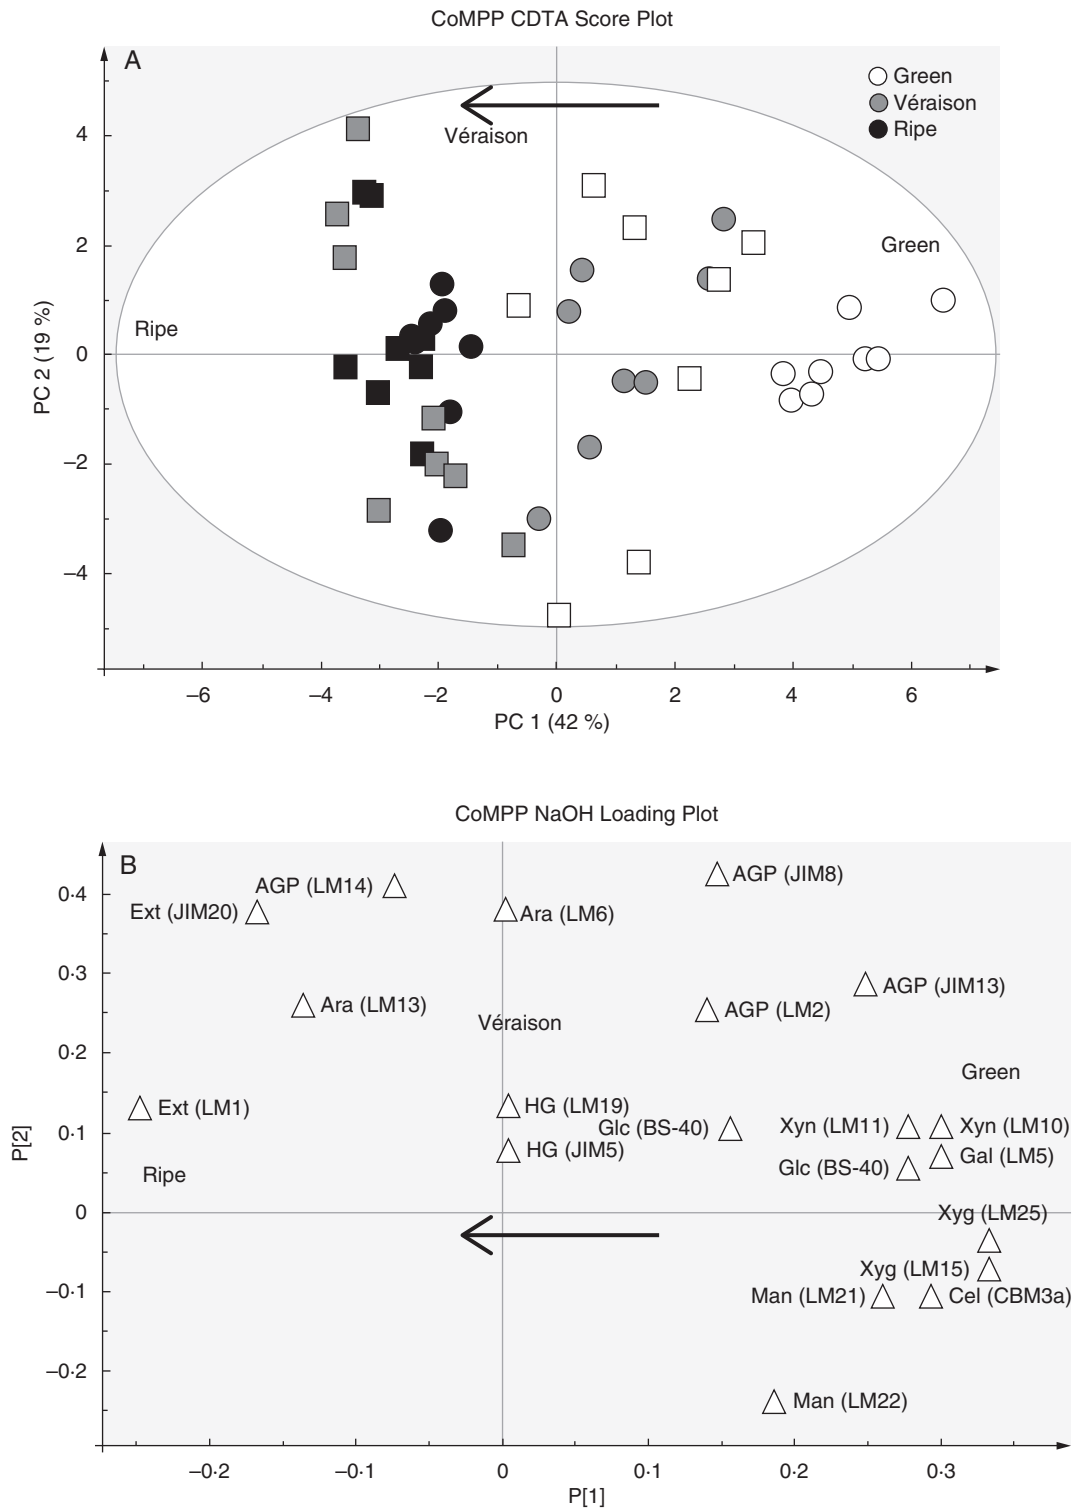 CoMPP CDTA Score Plot
A
Green
Véraison
Ripe
Véraison
Green
Ripe
4
2
0
–2
–4
PC 2 (19 %)
–6
–4
–2
0
2
4
6
PC 1 (42 %)
CoMPP NaOH Loading Plot
B
AGP (LM14)
AGP (JIM8)
Ext (JIM20)
Ara (LM6)
AGP (JIM13)
Ara (LM13)
AGP (LM2)
Véraison
Green
Ext (LM1)
HG (LM19)
Glc (BS-40)
Xyn (LM11)
Xyn (LM10)
HG (JIM5)
Gal (LM5)
Glc (BS-40)
Ripe
Xyg (LM25)
Xyg (LM15)
Man (LM21)
Cel (CBM3a)
Man (LM22)
0·4
0·3
0·2
0·1
0
–0·1
–0·2
P[2]
–0·2
–0·1
0
0·1
0·2
0·3
P[1]